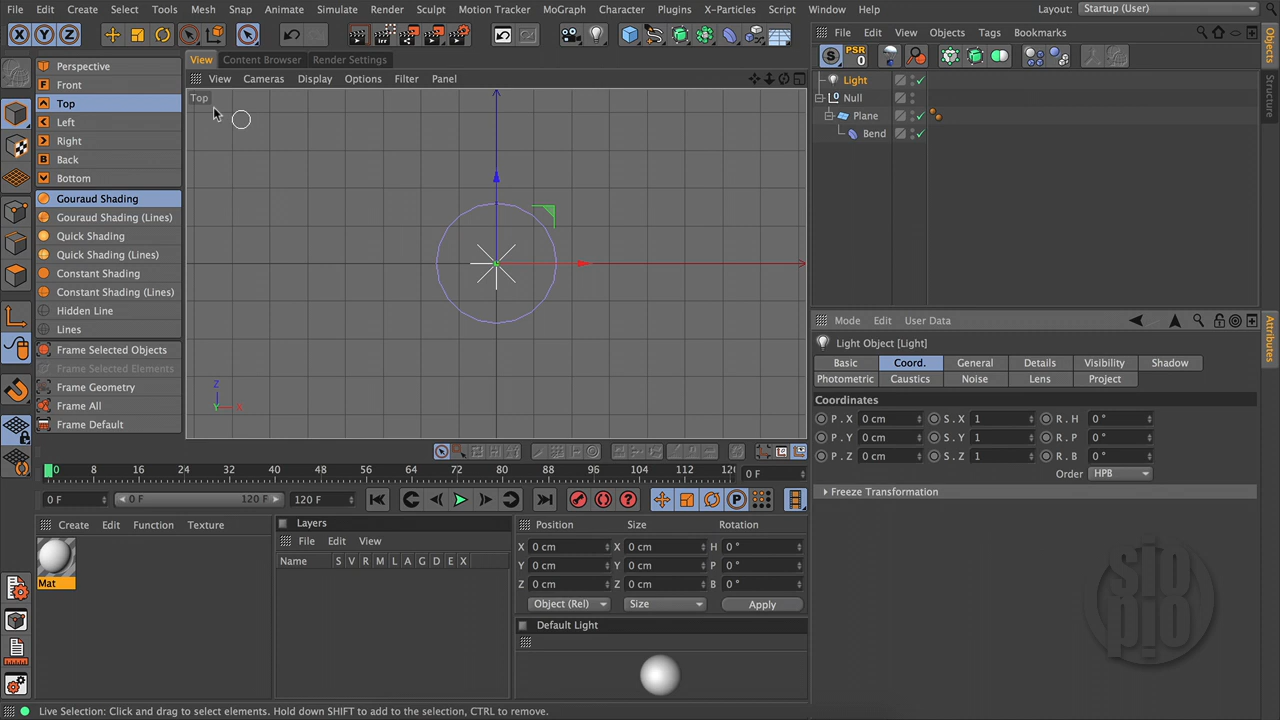 File Edit Create Select Tools Mesh Snap Animate Simulate Render Sculpt Motion Tracker MoGraph Character Plugins X-Particles Script Window Help Layout: Startup (User)
X Y Z
PSR
0
File Edit View Objects Tags Bookmarks
View Content Browser Render Settings
View Cameras Display Options Filter Panel
Perspective
F Front
Top
Left
Right
B Back
Bottom
Gouraud Shading
Gouraud Shading (Lines)
Quick Shading
Quick Shading (Lines)
Constant Shading
Constant Shading (Lines)
Hidden Line
Lines
Frame Selected Objects
Frame Selected Elements
Frame Geometry
Frame All
Frame Default
Top
Z
Y X
Light
Null
Plane
Bend
Objects
Structure
Attributes
Mode Edit User Data
Light Object [Light]
Basic Coord. General Details Visibility Shadow
Photometric Caustics Noise Lens Project
Coordinates
P . X 0 cm S . X 1 R . H 0 °
P . Y 0 cm S . Y 1 R . P 0 °
P . Z 0 cm S . Z 1 R . B 0 °
Order HPB
Freeze Transformation
0 8 16 24 32 40 48 56 64 72 80 88 96 104 112 120 0 F
0 F 0 F 120 F 120 F
Create Edit Function Texture
Mat
Layers
File Edit View
Name S V R M L A G D E X
Position Size Rotation
X 0 cm X 0 cm H 0 °
Y 0 cm Y 0 cm P 0 °
Z 0 cm Z 0 cm B 0 °
Object (Rel) Size Apply
Default Light
Live Selection: Click and drag to select elements. Hold down SHIFT to add to the selection, CTRL to remove.